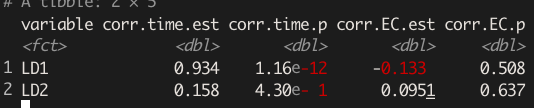 # A tibble: 2 × 5
variable corr.time.est corr.time.p corr.EC.est corr.EC.p
<fct> <dbl> <dbl> <dbl> <dbl>
1 LD1 0.934 1.16e-12 -0.133 0.508
2 LD2 0.158 4.30e- 1 0.0951 0.637